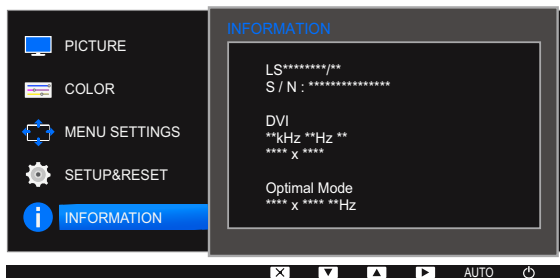 PICTURE
COLOR
MENU SETTINGS
SETUP&RESET
INFORMATION
INFORMATION
LS********/**
S / N : ***************
DVI
**kHz **Hz **
**** x ****
Optimal Mode
**** x **** **Hz
AUTO